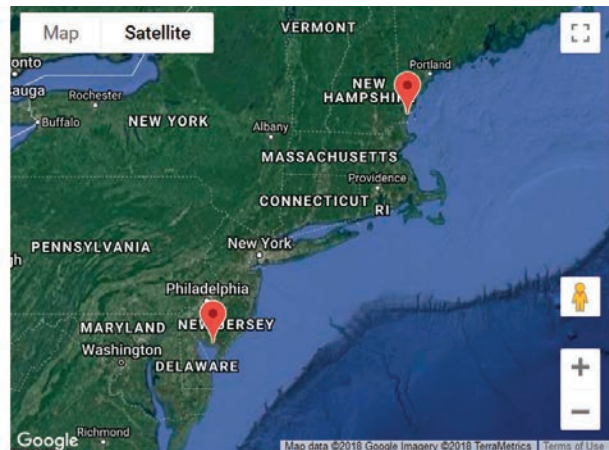 Map
Satellite
VERMONT
onto
Portland
NEW
HAMPSHI
auga
Rochester
Buffalo
NEW YORK
Albany
MASSACHUSETTS
Providence
CONNECTICUT
RI
PENNSYLVANIA
gh
New York
Philadelphia
MARYLAND
NEW JERSEY
Washington
DELAWARE
Richmond
Google
Map data ©2018 Google Imagery ©2018 TerraMetrics
Terms of Use